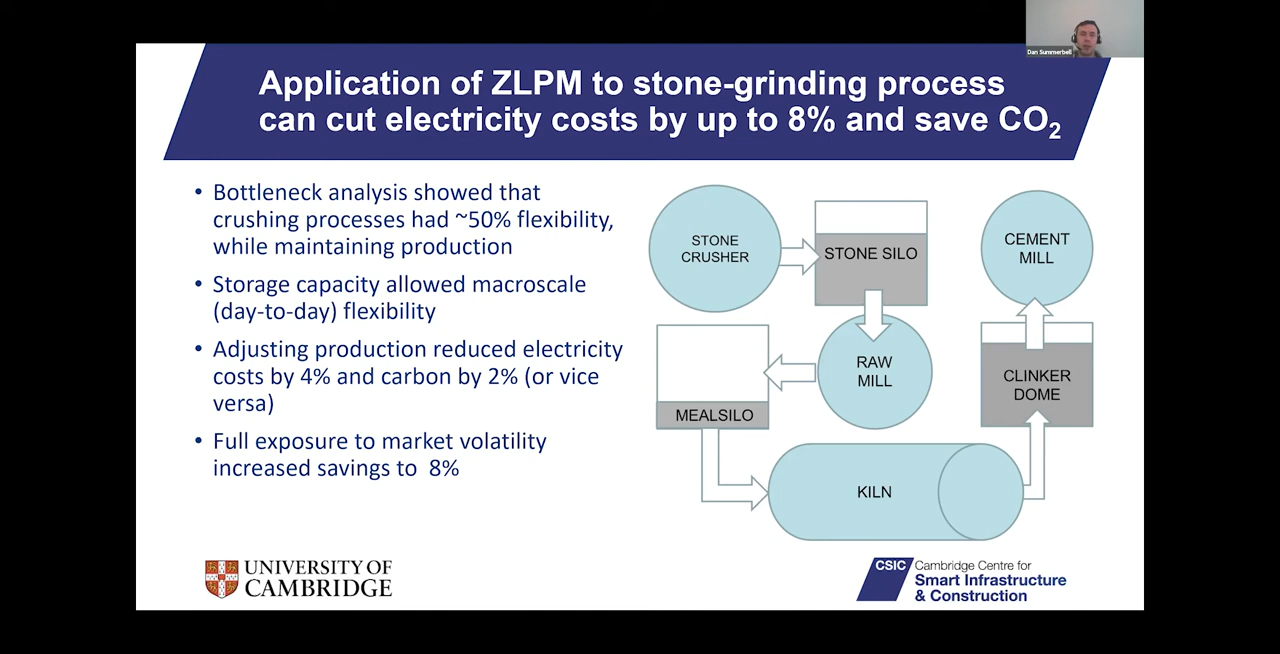 Dan Summerbell
Application of ZLPM to stone-grinding process
can cut electricity costs by up to 8% and save CO₂
• Bottleneck analysis showed that
crushing processes had ~50% flexibility,
while maintaining production
• Storage capacity allowed macroscale
(day-to-day) flexibility
• Adjusting production reduced electricity
costs by 4% and carbon by 2% (or vice
versa)
• Full exposure to market volatility
increased savings to 8%
STONE
CRUSHER
STONE SILO
CEMENT
MILL
RAW
MILL
MEALSILO
CLINKER
DOME
KILN
UNIVERSITY OF
CAMBRIDGE
CSIC
Cambridge Centre for
Smart Infrastructure
& Construction